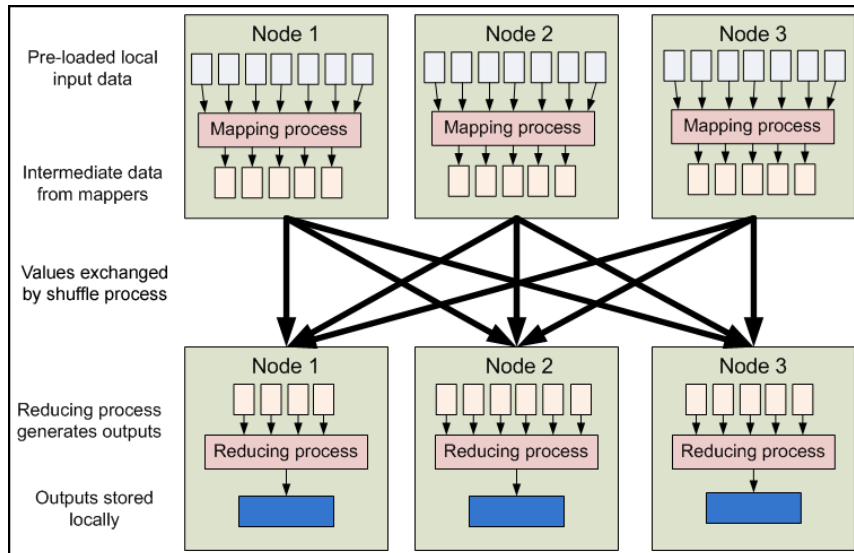 Node 1
Node 2
Node 3
Pre-loaded local
input data
Mapping process
Mapping process
Mapping process
Intermediate data
from mappers
Values exchanged
by shuffle process
Node 1
Node 2
Node 3
Reducing process
generates outputs
Reducing process
Reducing process
Reducing process
Outputs stored
locally